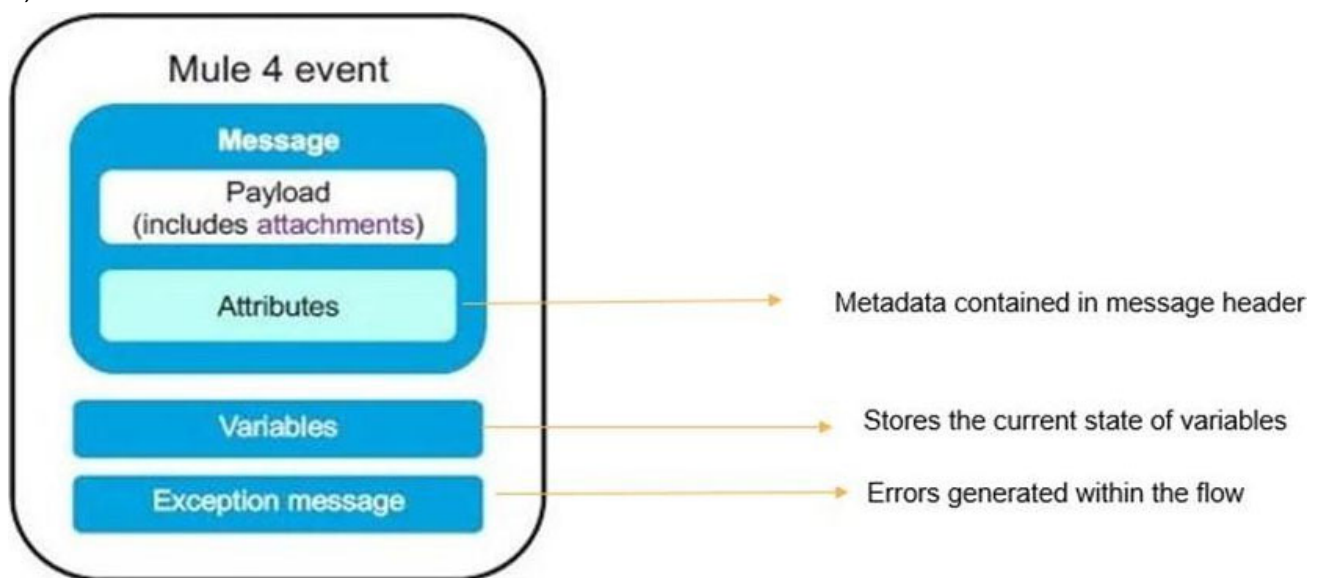 Mule 4 event
Message
Payload
(includes attachments)
Attributes
Metadata contained in message header
Variables
Stores the current state of variables
Exception message
Errors generated within the flow